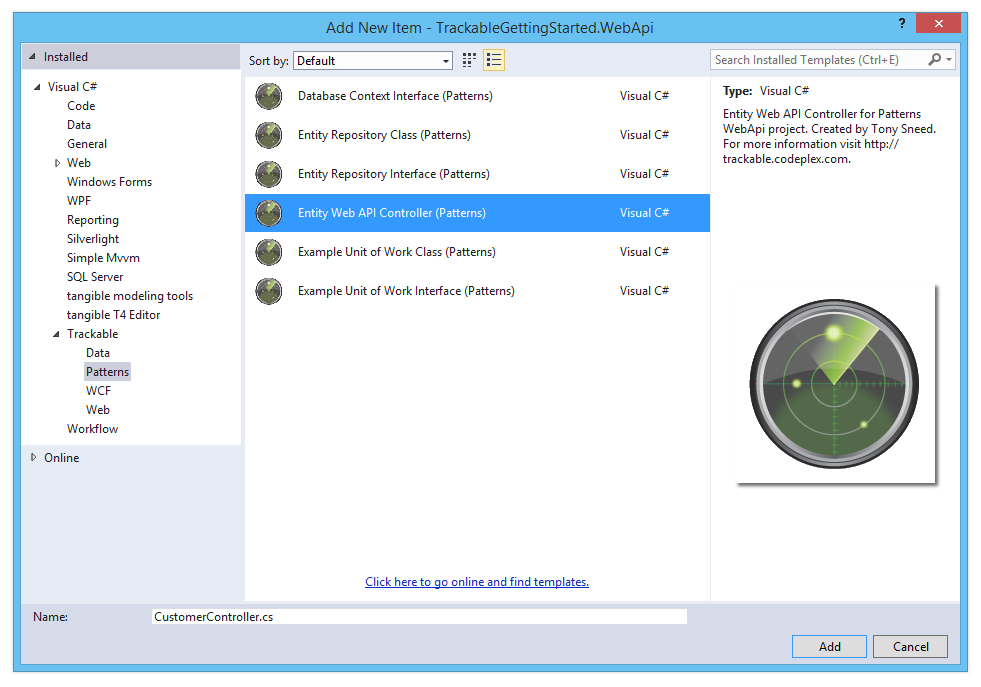 Add New Item - TrackableGettingStarted.WebApi
?
Installed
Visual C#
Code
Data
General
Web
Windows Forms
WPF
Reporting
Silverlight
Simple Mvvm
SQL Server
tangible modeling tools
tangible T4 Editor
Trackable
Data
Patterns
WCF
Web
Workflow
Online
Sort by: Default
Database Context Interface (Patterns) Visual C#
Entity Repository Class (Patterns) Visual C#
Entity Repository Interface (Patterns) Visual C#
Entity Web API Controller (Patterns) Visual C#
Example Unit of Work Class (Patterns) Visual C#
Example Unit of Work Interface (Patterns) Visual C#
Click here to go online and find templates.
Search Installed Templates (Ctrl+E)
Type: Visual C#
Entity Web API Controller for Patterns
WebApi project. Created by Tony Sneed.
For more information visit http://
trackable.codeplex.com.
Name: CustomerController.cs
Add Cancel